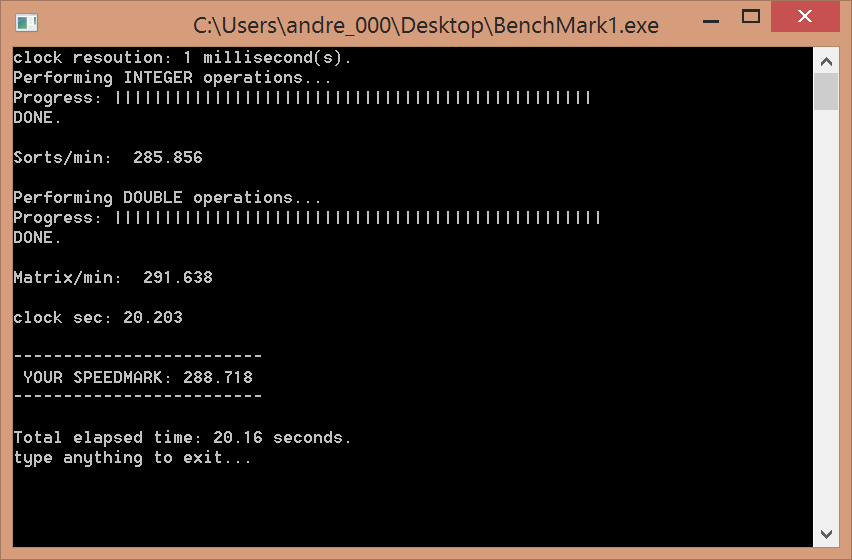 C:\Users\andre_000\Desktop\BenchMark1.exe
clock resoution: 1 millisecond(s).
Performing INTEGER operations...
Progress: ||||||||||||||||||||||||||||||||||||||||||||||||
DONE.
Sorts/min:  285.856
Performing DOUBLE operations...
Progress: |||||||||||||||||||||||||||||||||||||||||||||||||
DONE.
Matrix/min:  291.638
clock sec: 20.203
-------------------------
YOUR SPEEDMARK: 288.718
-------------------------
Total elapsed time: 20.16 seconds.
type anything to exit...